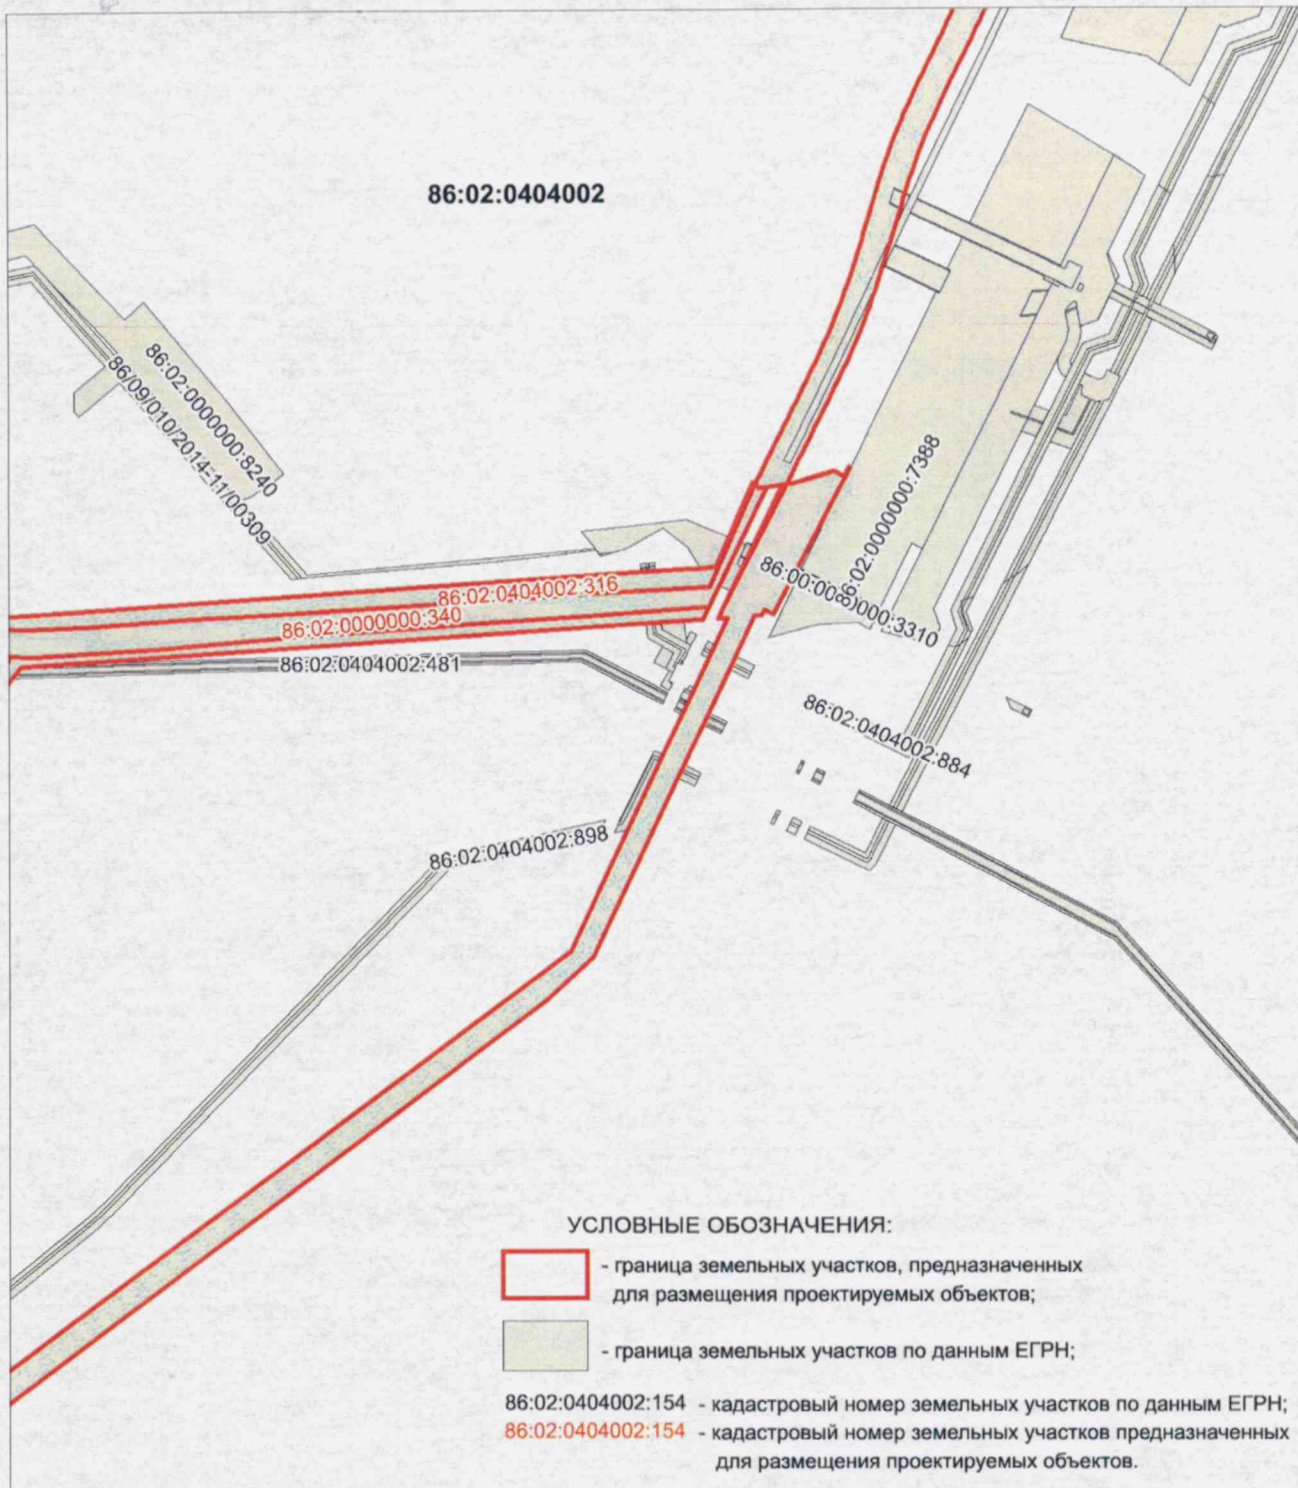 86:02:0404002
86:02:0000000:8240
86/09/010/2014-11/00309
86:02:0000000:7388
86:00:0000000:3310
86:02:0404002:316
86:02:0000000:340
86:02:0404002:481
86:02:0404002:884
86:02:0404002:898
УСЛОВНЫЕ ОБОЗНАЧЕНИЯ:
- граница земельных участков, предназначенных
для размещения проектируемых объектов;
- граница земельных участков по данным ЕГРН;
86:02:0404002:154 - кадастровый номер земельных участков по данным ЕГРН;
86:02:0404002:154 - кадастровый номер земельных участков предназначенных
для размещения проектируемых объектов.